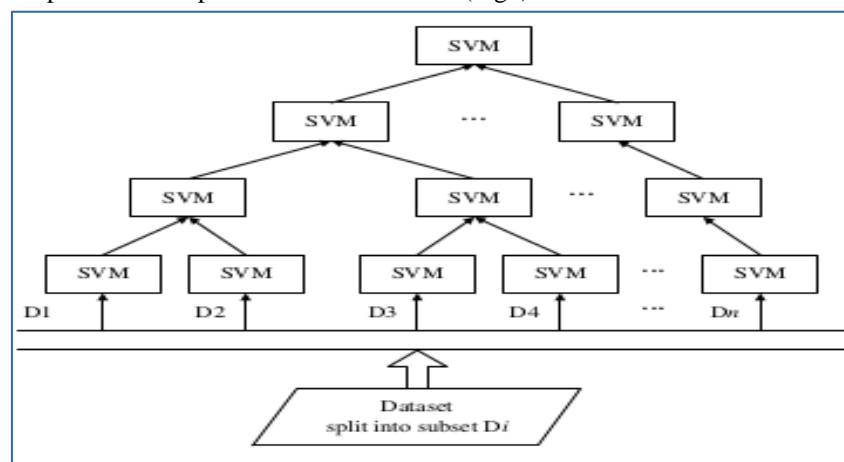 SVM
SVM ... SVM
SVM SVM ... SVM
SVM SVM SVM SVM ... SVM
D1 D2 D3 D4 ... Dn
Dataset
split into subset Di